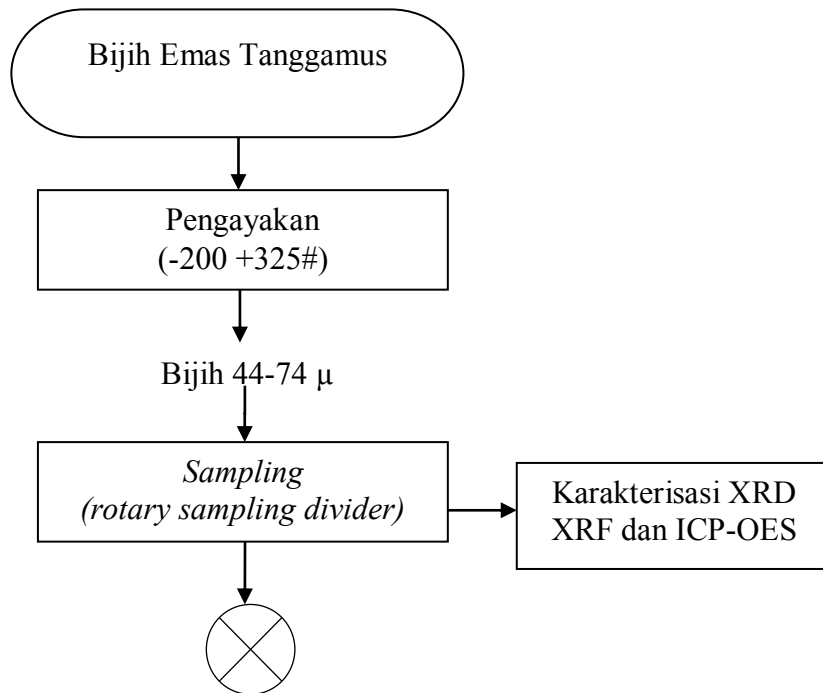 Bijih Emas Tanggamus
Pengayakan
(-200 +325#)
Bijih 44-74 µ
Sampling
(rotary sampling divider)
Karakterisasi XRD
XRF dan ICP-OES